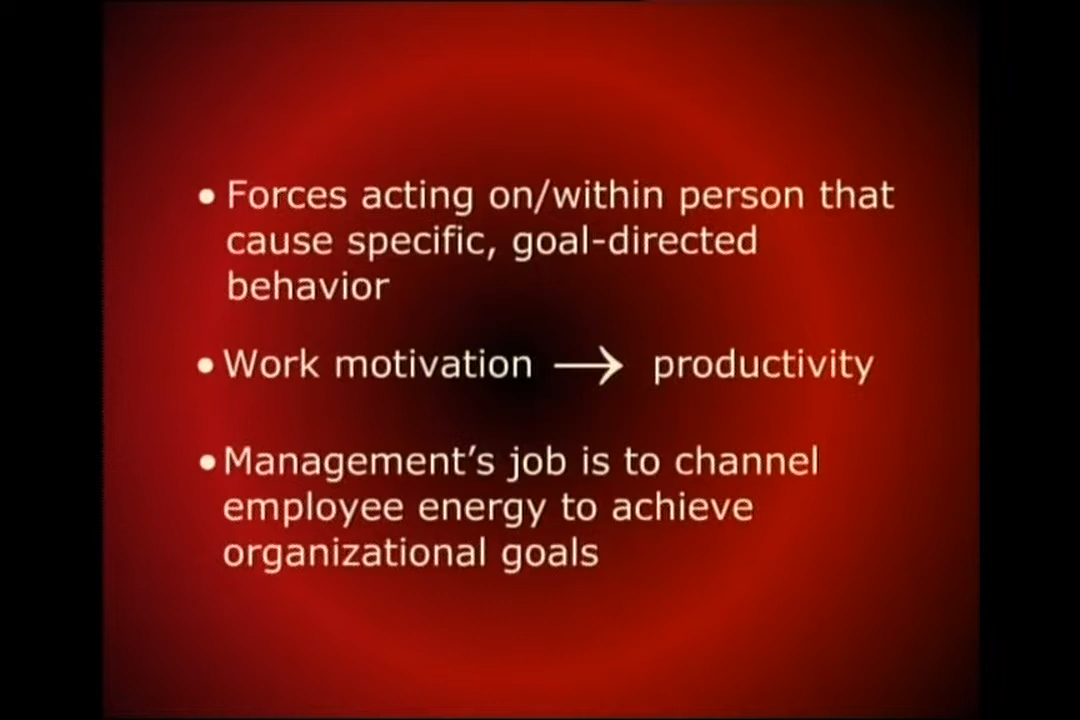 • Forces acting on/within person that
cause specific, goal-directed
behavior
• Work motivation → productivity
• Management’s job is to channel
employee energy to achieve
organizational goals